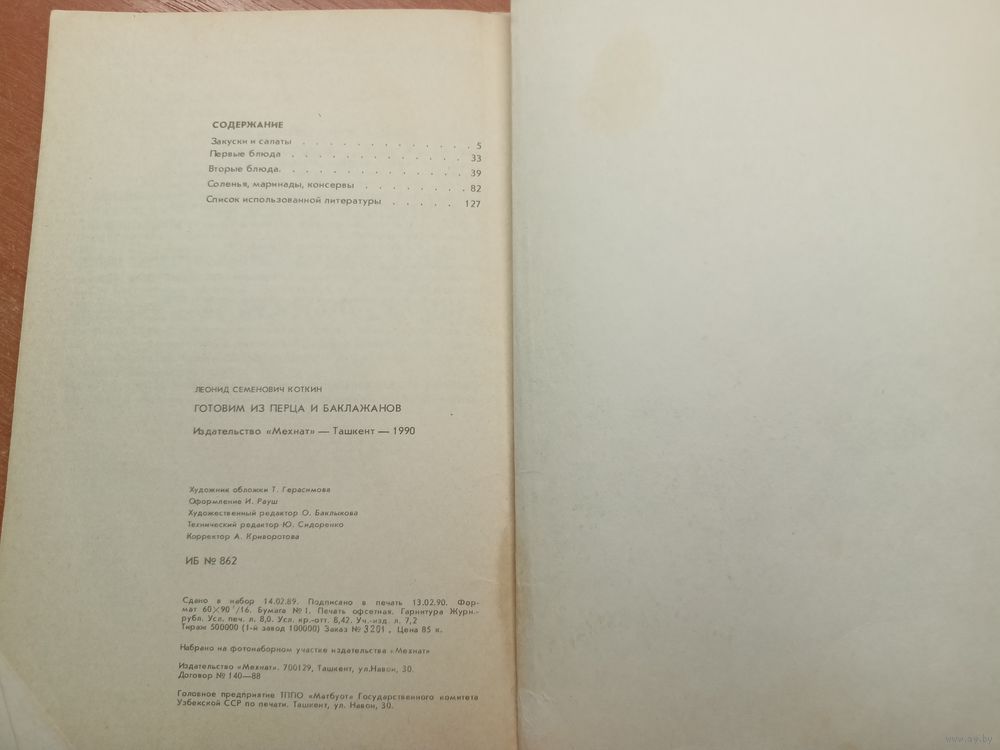 СОДЕРЖАНИЕ
Закуски и салаты . . . . . . . . . . . . . 5
Первые блюда . . . . . . . . . . . . . 33
Вторые блюда. . . . . . . . . . . . . 39
Соленья, маринады, консервы . . . . . . . . 82
Список использованной литературы . . . . . 127
ЛЕОНИД СЕМЕНОВИЧ КОТКИН
ГОТОВИМ ИЗ ПЕРЦА И БАКЛАЖАНОВ
Издательство «Мехнат» — Ташкент — 1990
Художник обложки Т. Герасимова
Оформление И. Рауш
Художественный редактор О. Баклыкова
Технический редактор Ю. Сидоренко
Корректор А. Криворотова
ИБ № 862
Сдано в набор 14.02.89. Подписано в печать 13.02.90. Фор-
мат 60×90 ¹/16. Бумага № 1. Печать офсетная. Гарнитура Журн.-
рубл. Усл. печ. л. 8,0. Усл. кр.-отт. 8,42. Уч.-изд. л. 7,2
Тираж 500000 (1-й завод 100000) Заказ № 3201. Цена 85 к.
Набрано на фотонаборном участке издательства «Мехнат»
Издательство «Мехнат». 700129, Ташкент, ул.Навои, 30.
Договор № 140—88
Головное предприятие ТППО «Матбуот» Государственного комитета
Узбекской ССР по печати. Ташкент, ул. Навои, 30.
www.ay.by